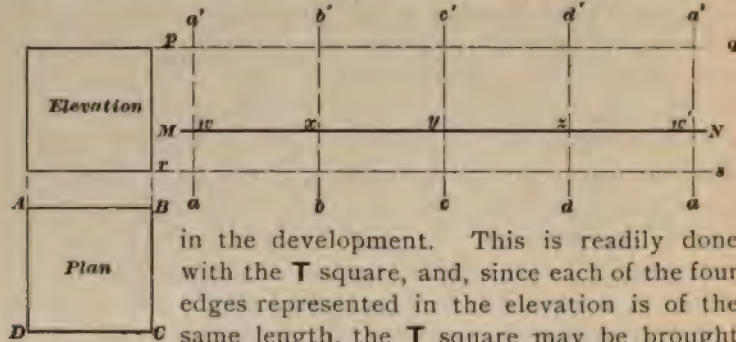 a' b' c' d' a'
p q
Elevation
M w x y z w' N
r s
A B a b c d a
in the development. This is readily done
Plan with the T square, and, since each of the four
edges represented in the elevation is of the
D C same length, the T square may be brought